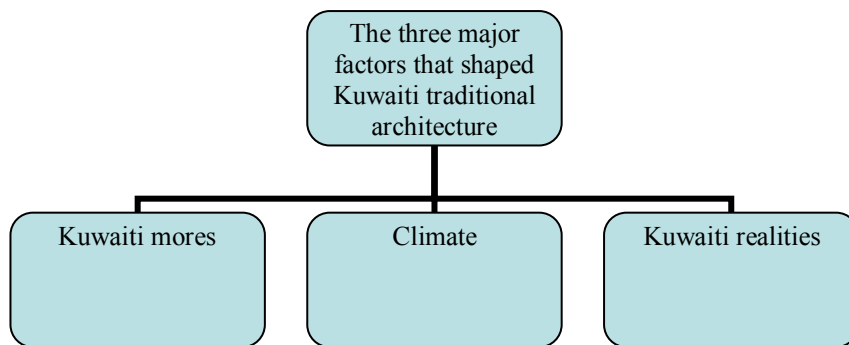 The three major
factors that shaped
Kuwaiti traditional
architecture
Kuwaiti mores
Climate
Kuwaiti realities